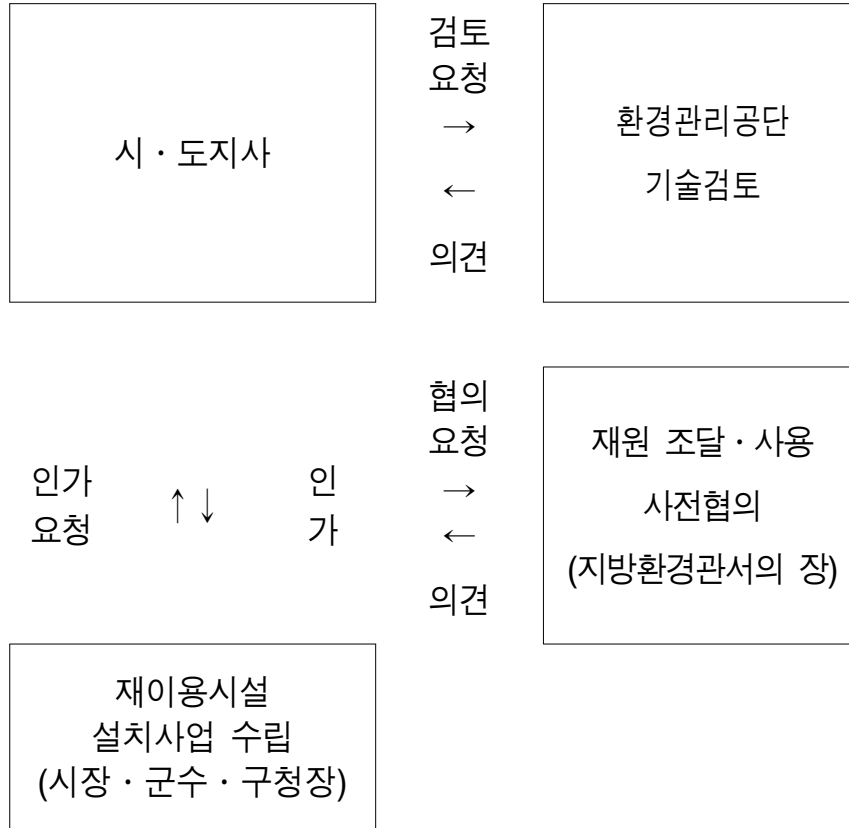 시 · 도지사
검토
요청
→
←
의견
환경관리공단
기술검토
인가
요청
↑↓
인
가
협의
요청
→
←
의견
재원 조달 · 사용
사전협의
(지방환경관서의 장)
재이용시설
설치사업 수립
(시장 · 군수 · 구청장)